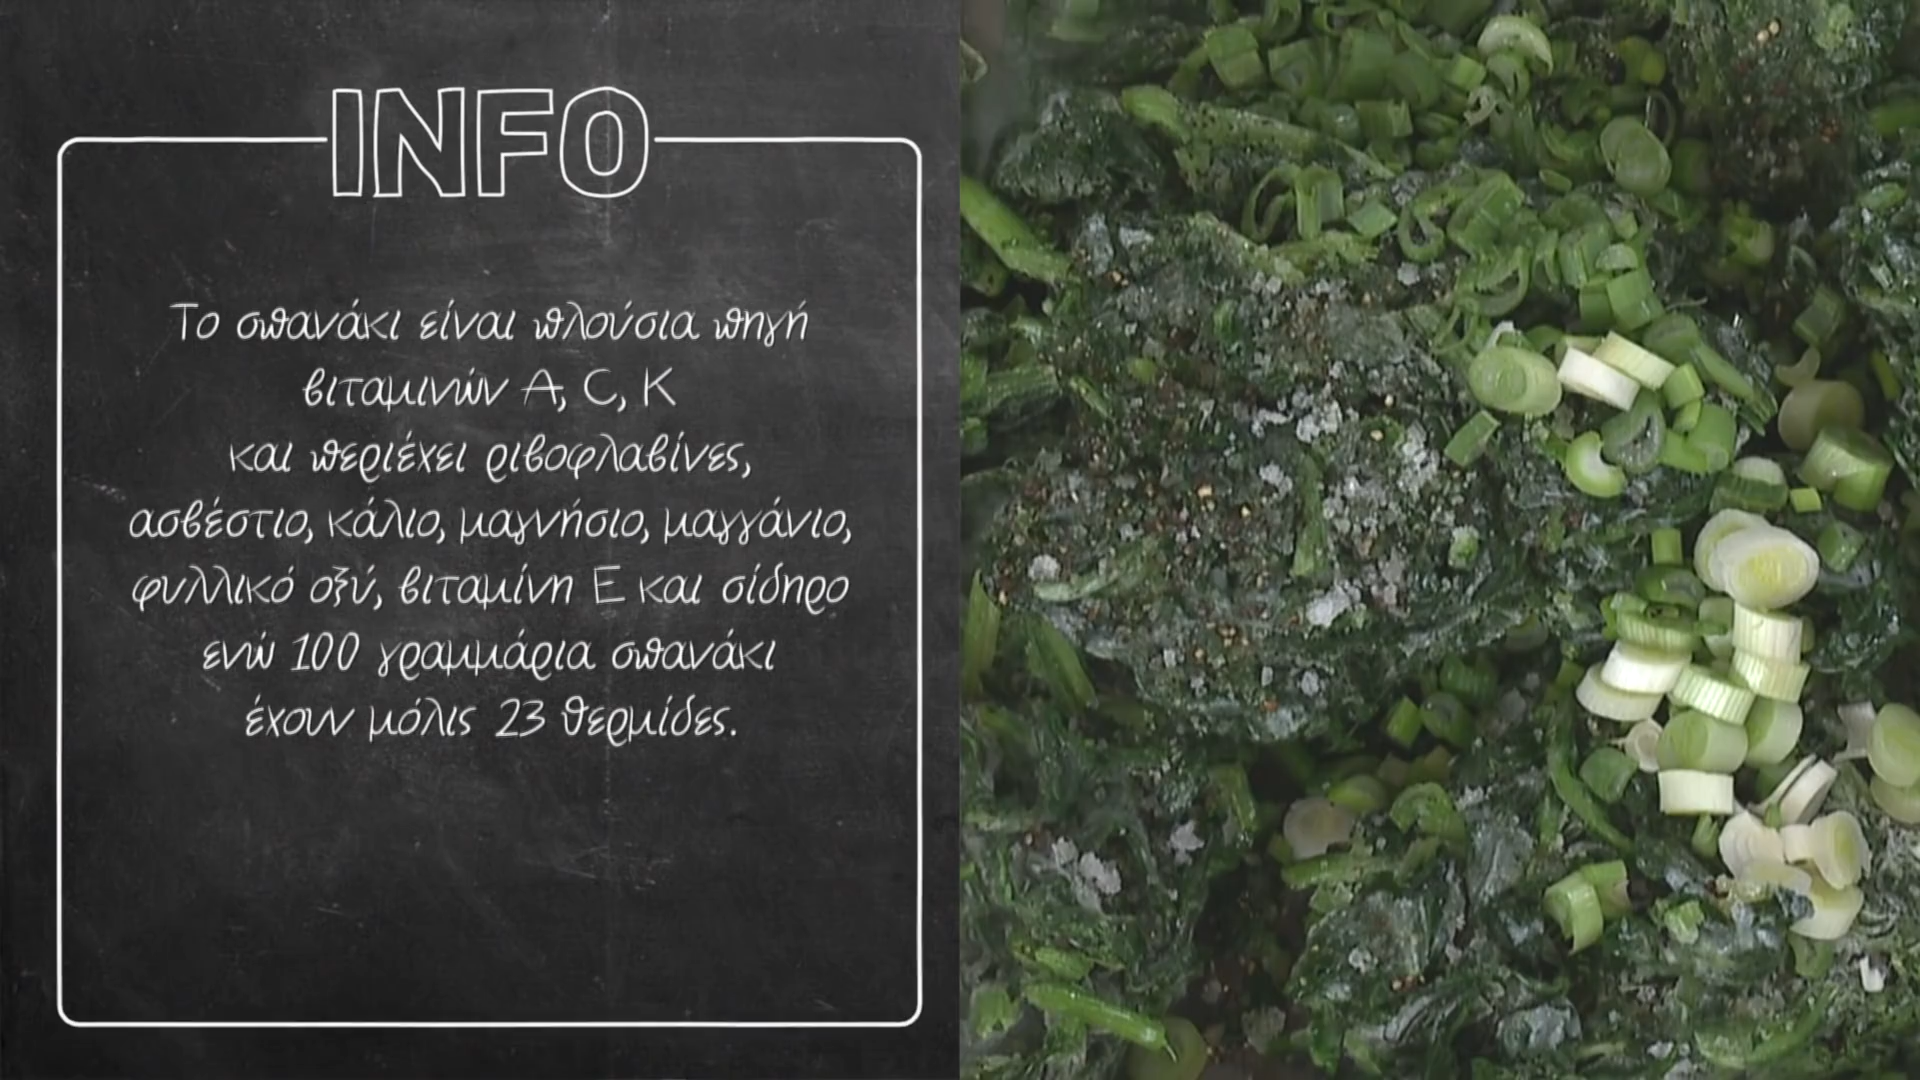 INFO
Το σπανάκι είναι πλούσια πηγή
βιταμινών Α, C, K
και περιέχει ριβοφλαβίνες,
ασβέστιο, κάλιο, μαγνήσιο, μαγγάνιο,
φυλλικό οξύ, βιταμίνη Ε και σίδηρο
ενώ 100 γραμμάρια σπανάκι
έχουν μόλις 23 θερμίδες.